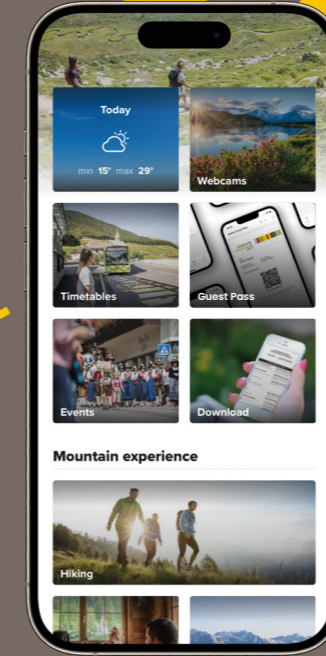 Today
min 15° max 29°
Webcams
Timetables
Guest Pass
Events
Download
Mountain experience
Hiking